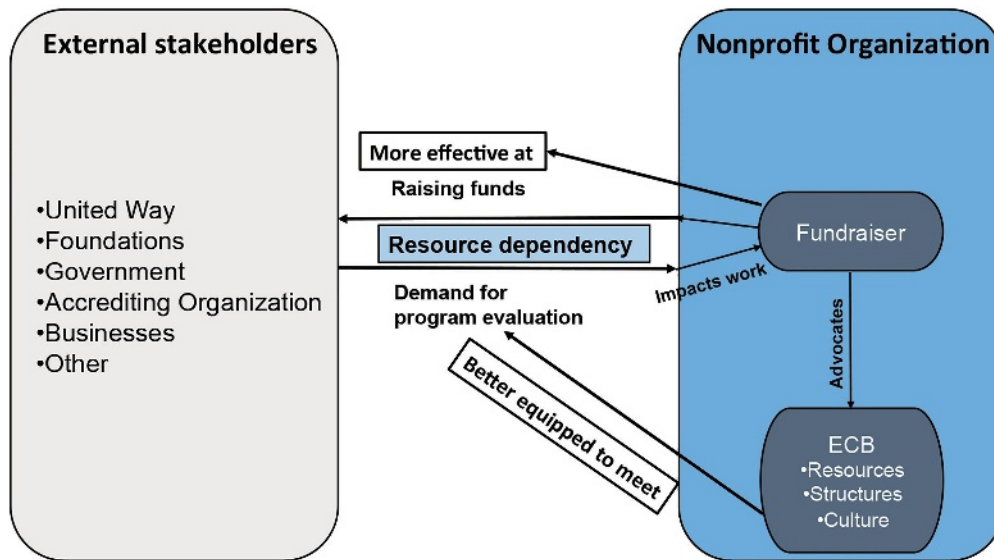 External stakeholders
•United Way
•Foundations
•Government
•Accrediting Organization
•Businesses
•Other
More effective at
Raising funds
Resource dependency
Demand for
program evaluation
Better equipped to meet
Nonprofit Organization
Fundraiser
Impacts work
Advocates
ECB
•Resources
•Structures
•Culture